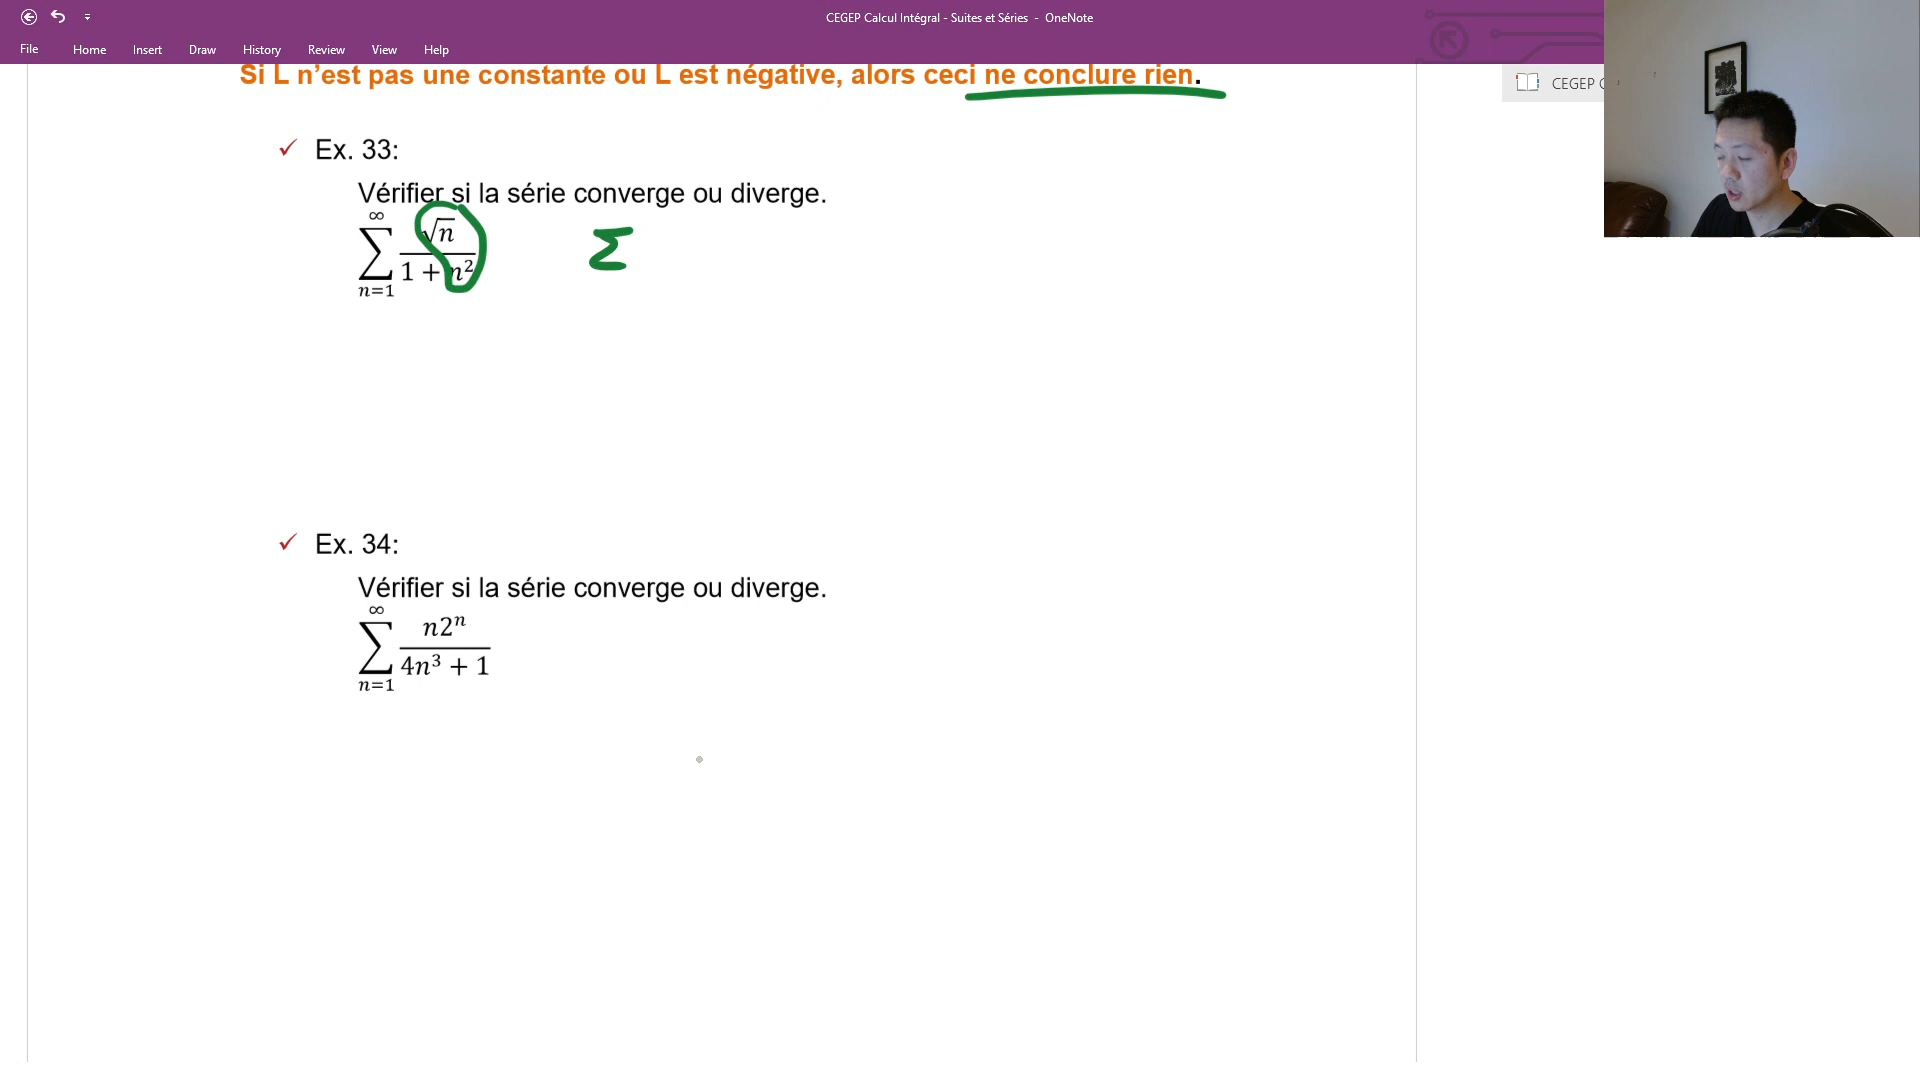 CEGEP Calcul Intégral - Suites et Séries - OneNote
File Home Insert Draw History Review View Help
Si L n’est pas une constante ou L est négative, alors ceci ne conclure rien.
CEGEP
✓ Ex. 33:
Vérifier si la série converge ou diverge.
∞
∑ √n / (1 + n²)
n=1
Σ
✓ Ex. 34:
Vérifier si la série converge ou diverge.
∞
∑ n2ⁿ / (4n³ + 1)
n=1